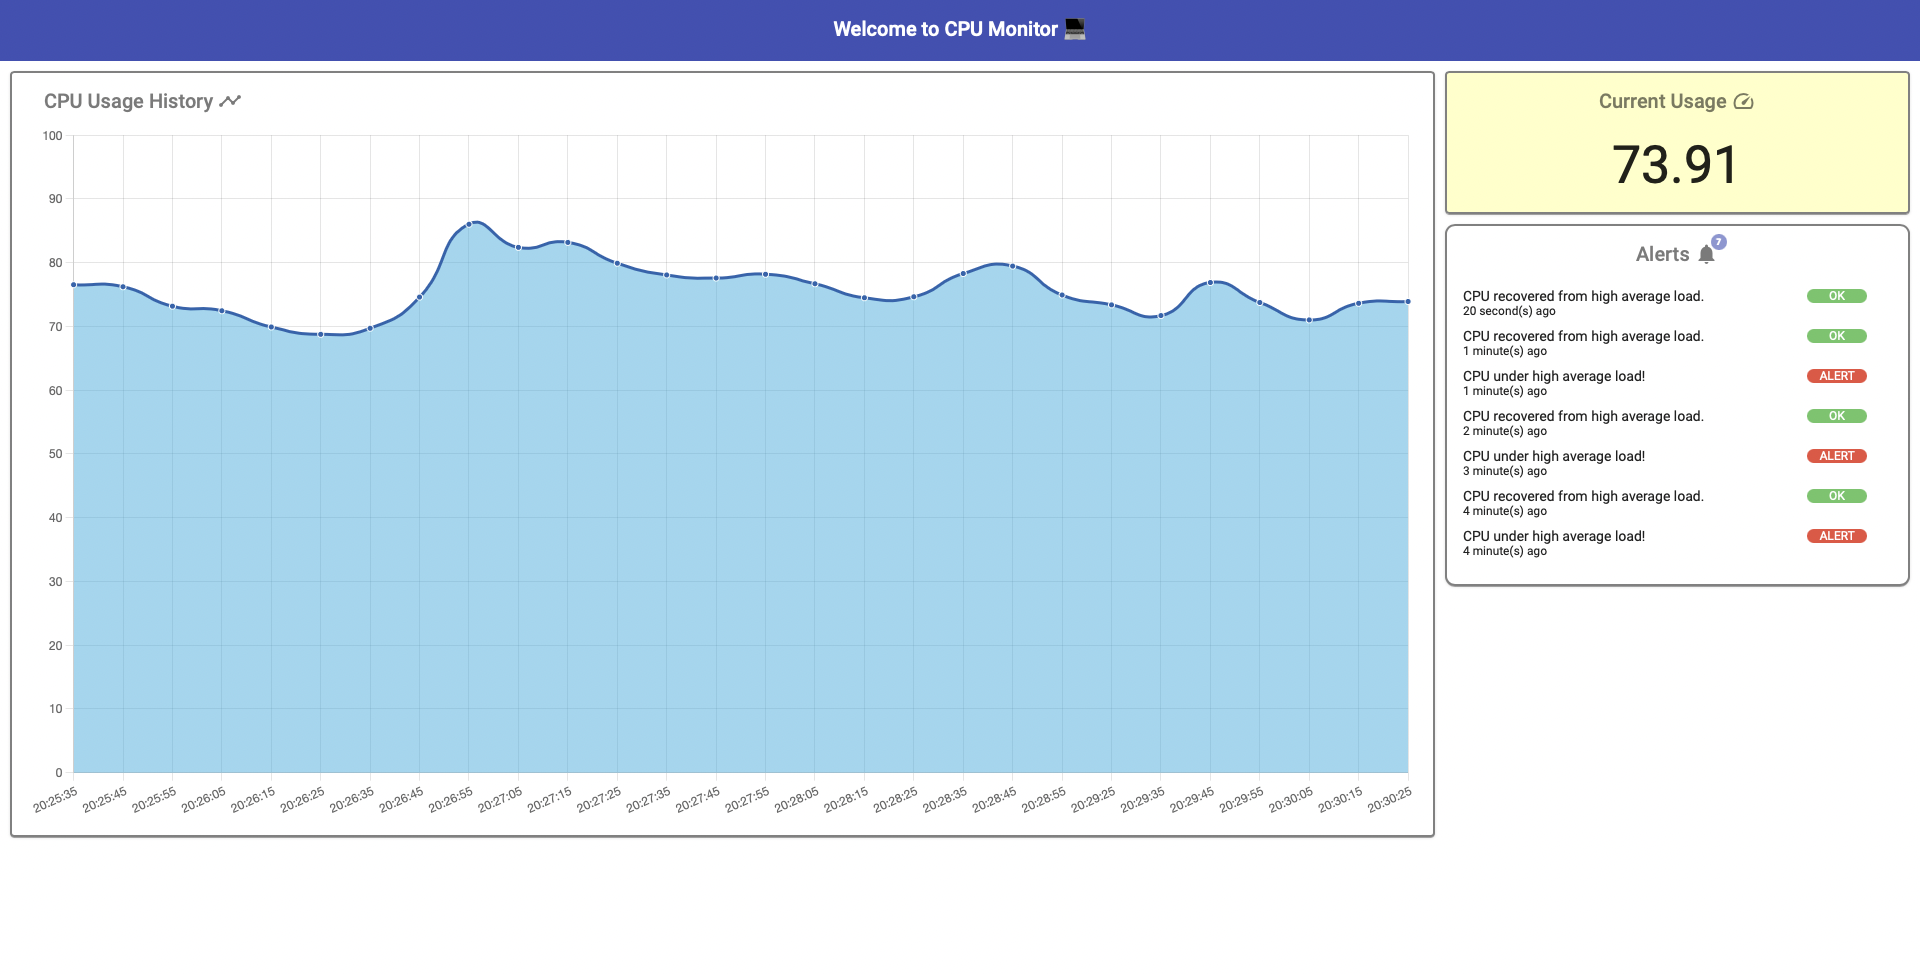 Welcome to CPU Monitor
CPU Usage History
100
90
80
70
60
50
40
30
20
10
0
20:25:35 20:25:45 20:25:55 20:26:05 20:26:15 20:26:25 20:26:35 20:26:45 20:26:55 20:27:05 20:27:15 20:27:25 20:27:35 20:27:45 20:27:55 20:28:05 20:28:15 20:28:25 20:28:35 20:28:45 20:28:55 20:29:25 20:29:35 20:29:45 20:29:55 20:30:05 20:30:15 20:30:25
Current Usage
73.91
Alerts 7
CPU recovered from high average load. OK
20 second(s) ago
CPU recovered from high average load. OK
1 minute(s) ago
CPU under high average load! ALERT
1 minute(s) ago
CPU recovered from high average load. OK
2 minute(s) ago
CPU under high average load! ALERT
3 minute(s) ago
CPU recovered from high average load. OK
4 minute(s) ago
CPU under high average load! ALERT
4 minute(s) ago